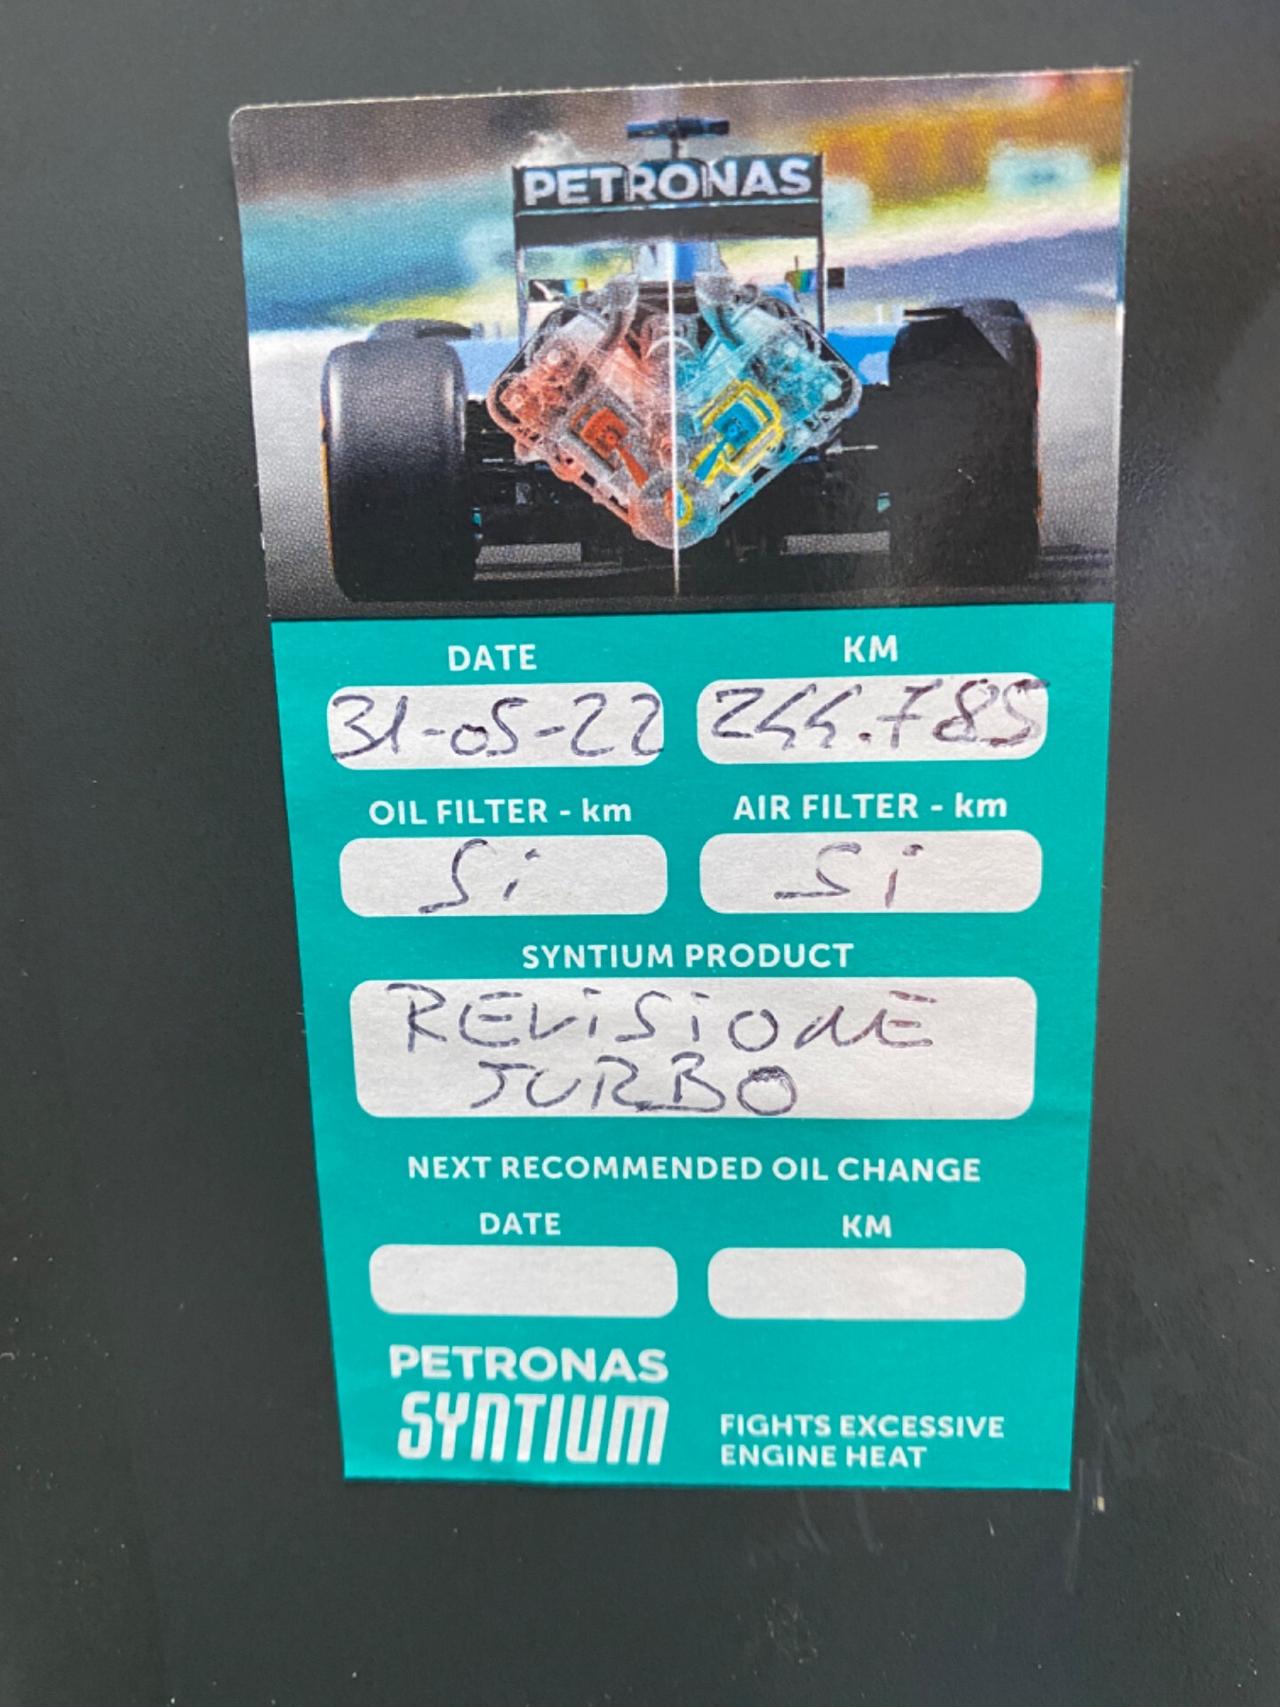 PETRONAS
DATE KM
31-05-22 244.785
OIL FILTER - km AIR FILTER - km
Si Si
SYNTIUM PRODUCT
REViSiONE
TURBO
NEXT RECOMMENDED OIL CHANGE
DATE KM
PETRONAS
SYNTIUM
FIGHTS EXCESSIVE
ENGINE HEAT